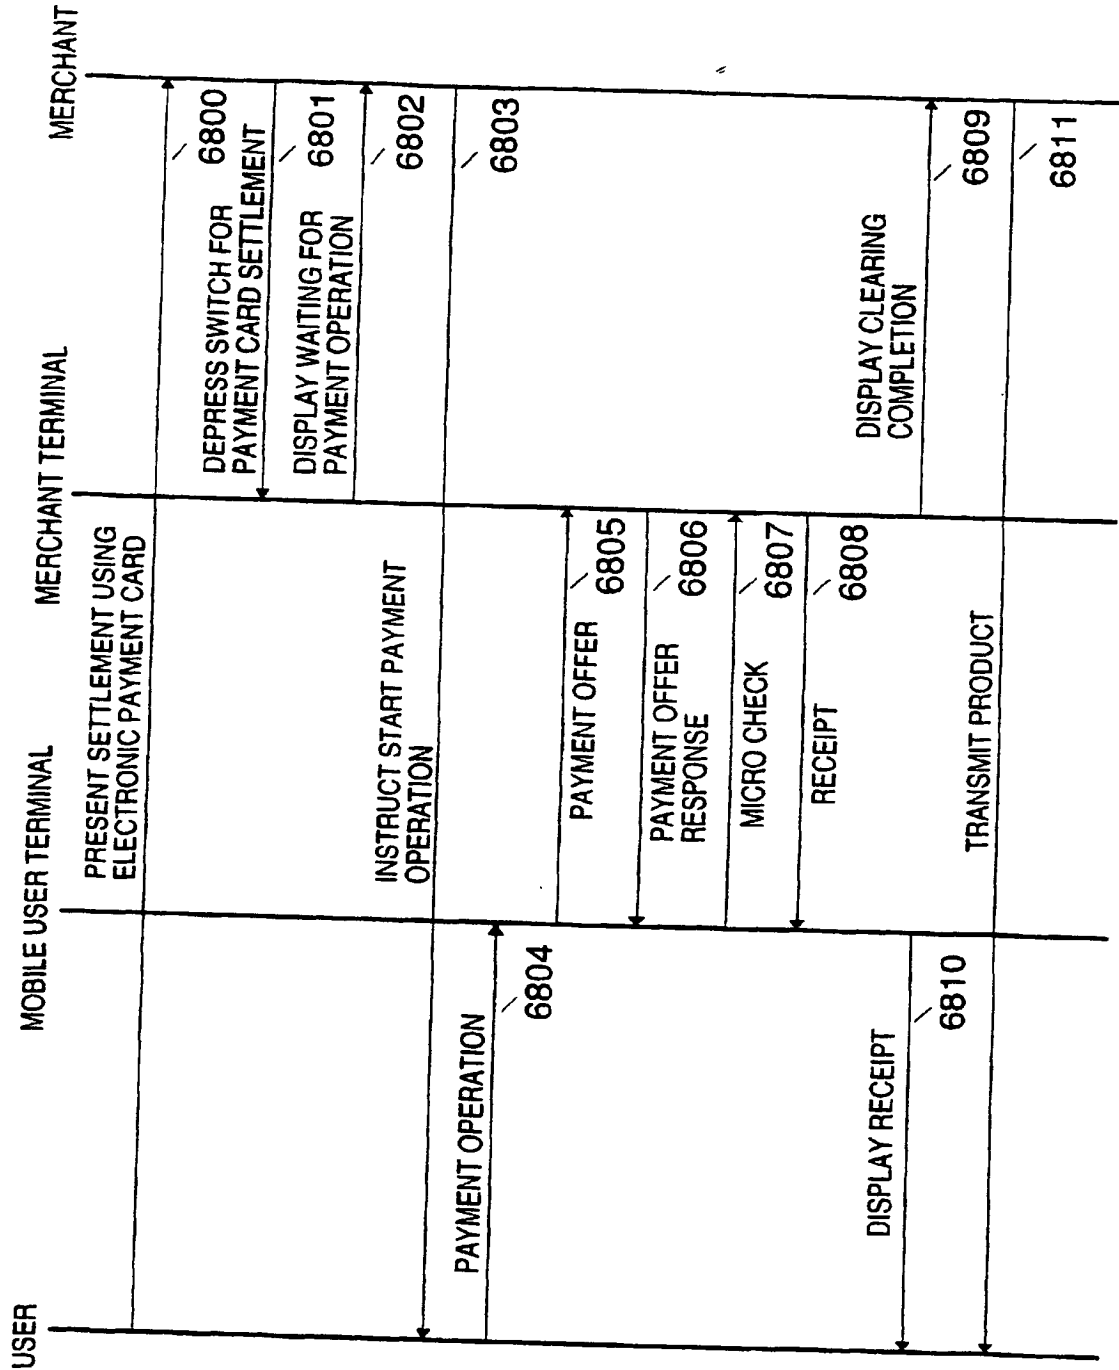 USER
MOBILE USER TERMINAL
MERCHANT TERMINAL
MERCHANT
PRESENT SETTLEMENT USING
ELECTRONIC PAYMENT CARD
6800
DEPRESS SWITCH FOR
PAYMENT CARD SETTLEMENT
6801
DISPLAY WAITING FOR
PAYMENT OPERATION
6802
INSTRUCT START PAYMENT
OPERATION
6803
PAYMENT OPERATION
6804
PAYMENT OFFER
6805
PAYMENT OFFER
RESPONSE
6806
MICRO CHECK
6807
RECEIPT
6808
DISPLAY CLEARING
COMPLETION
6809
DISPLAY RECEIPT
6810
TRANSMIT PRODUCT
6811